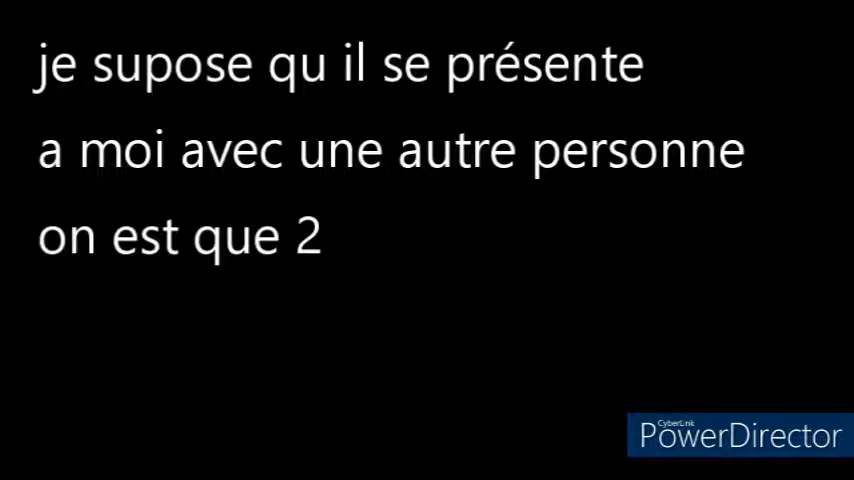 je supose qu il se présente
a moi avec une autre personne
on est que 2
CyberLink
PowerDirector